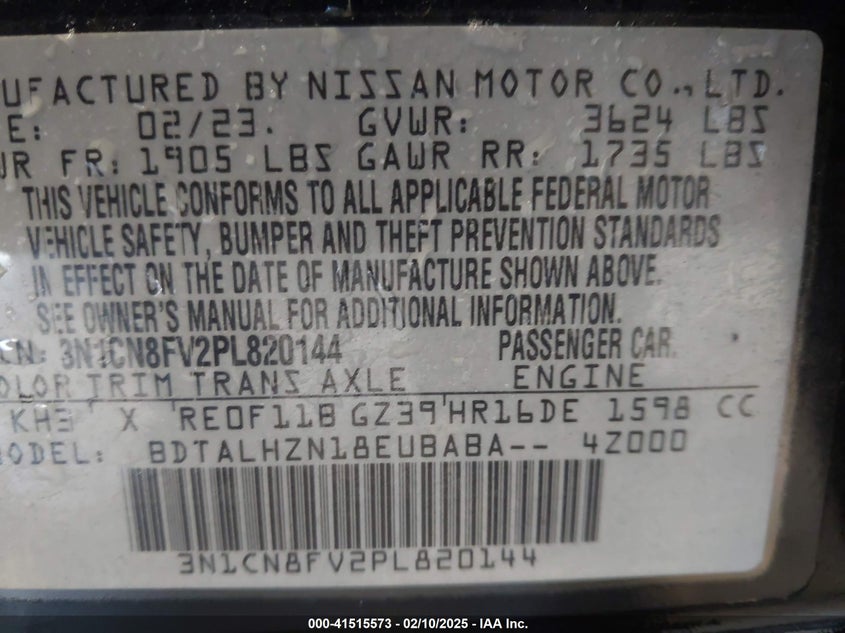 UFACTURED BY NISSAN MOTOR CO., LTD.
E: 02/23. GVWR: 3624 LBS
WR FR: 1905 LBS GAWR RR: 1735 LBS
THIS VEHICLE CONFORMS TO ALL APPLICABLE FEDERAL MOTOR
VEHICLE SAFETY, BUMPER AND THEFT PREVENTION STANDARDS
IN EFFECT ON THE DATE OF MANUFACTURE SHOWN ABOVE.
SEE OWNER'S MANUAL FOR ADDITIONAL INFORMATION.
CN: 3N1CN8FV2PL820144 PASSENGER CAR
OLOR TRIM TRANS AXLE ENGINE
KH3 X RE0F11B GZ39 HR16DE 1598 CC
MODEL: BDTALHZN18EUBABA-- 4Z000
3N1CN8FV2PL820144
000-41515573 - 02/10/2025 - IAA Inc.